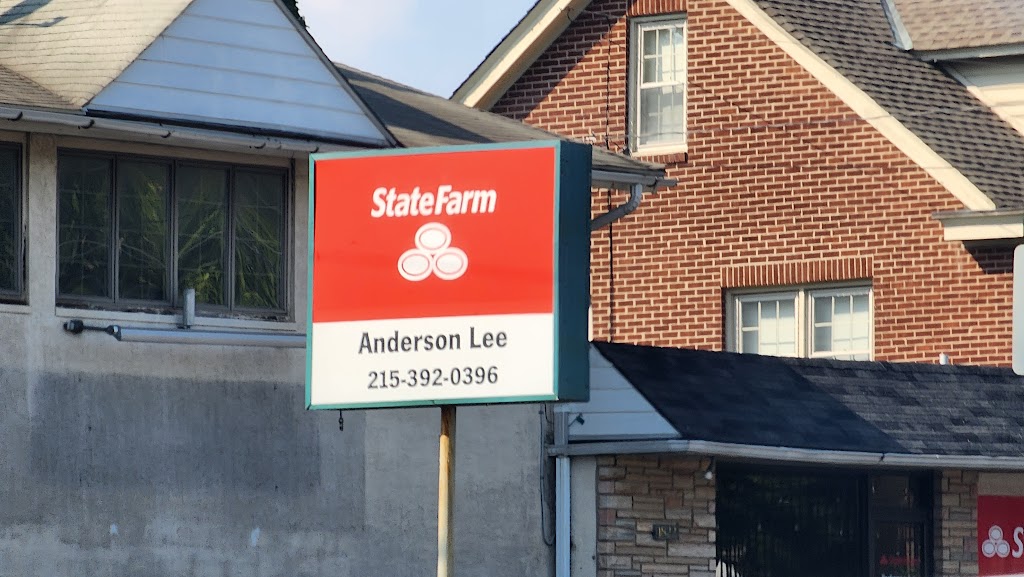 StateFarm
Anderson Lee
215-392-0396
S